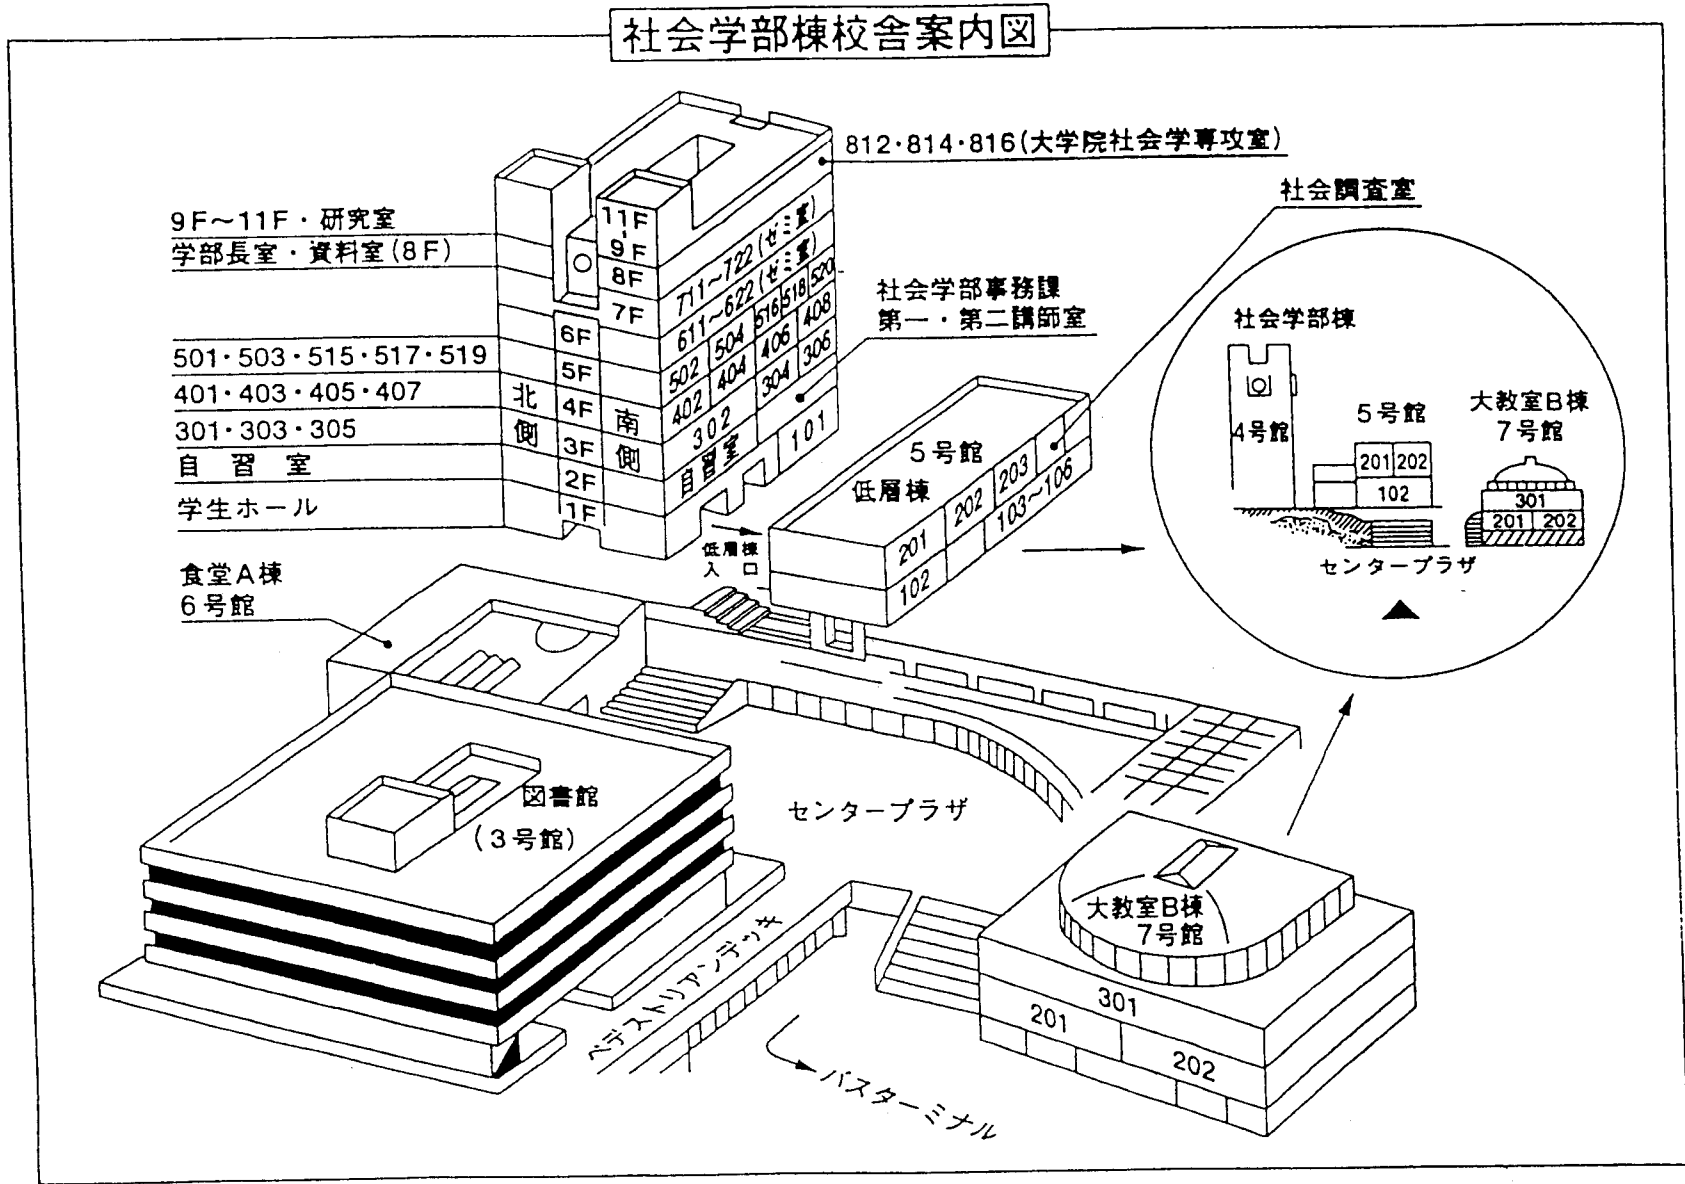 社会学部棟校舎案内図
812・814・816(大学院社会学専攻室)
社会調査室
9F〜11F・研究室
学部長室・資料室(8F)
501・503・515・517・519
401・403・405・407
301・303・305
自習室
学生ホール
北側
南側
11F
9F
8F
7F
6F
5F
4F
3F
2F
1F
711〜722(ゼミ室)
611〜622(ゼミ室)
502 504 516 518 520
402 404 406 408
302 304 306
自習室
101
社会学部事務課
第一・第二講師室
5号館
低層棟
201 202 203
102 103〜106
低層棟
入口
社会学部棟
4号館
5号館
201 202
102
大教室B棟
7号館
301
201 202
センタープラザ
食堂A棟
6号館
図書館
(3号館)
センタープラザ
ペデストリアンデッキ
バスターミナル
大教室B棟
7号館
301
201
202